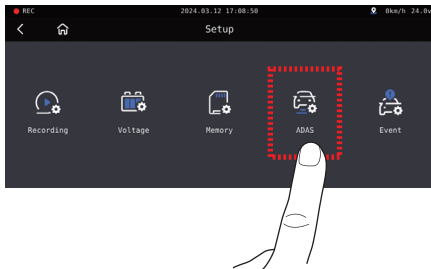 REC 2024.03.12 17:08:50 0km/h 24.0v
Setup
Recording Voltage Memory ADAS Event